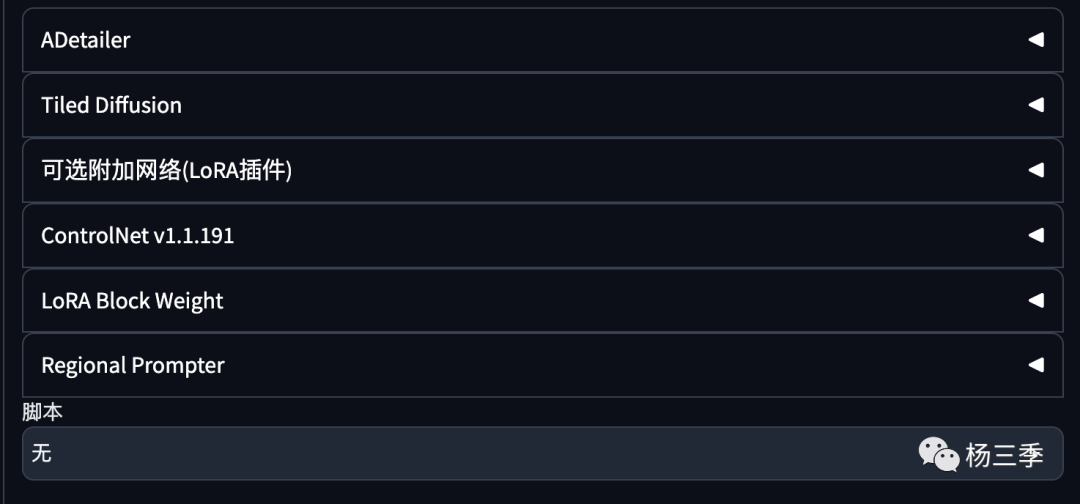 ADetailer
Tiled Diffusion
可选附加网络(LoRA插件)
ControlNet v1.1.191
LoRA Block Weight
Regional Prompter
脚本
无
杨三季